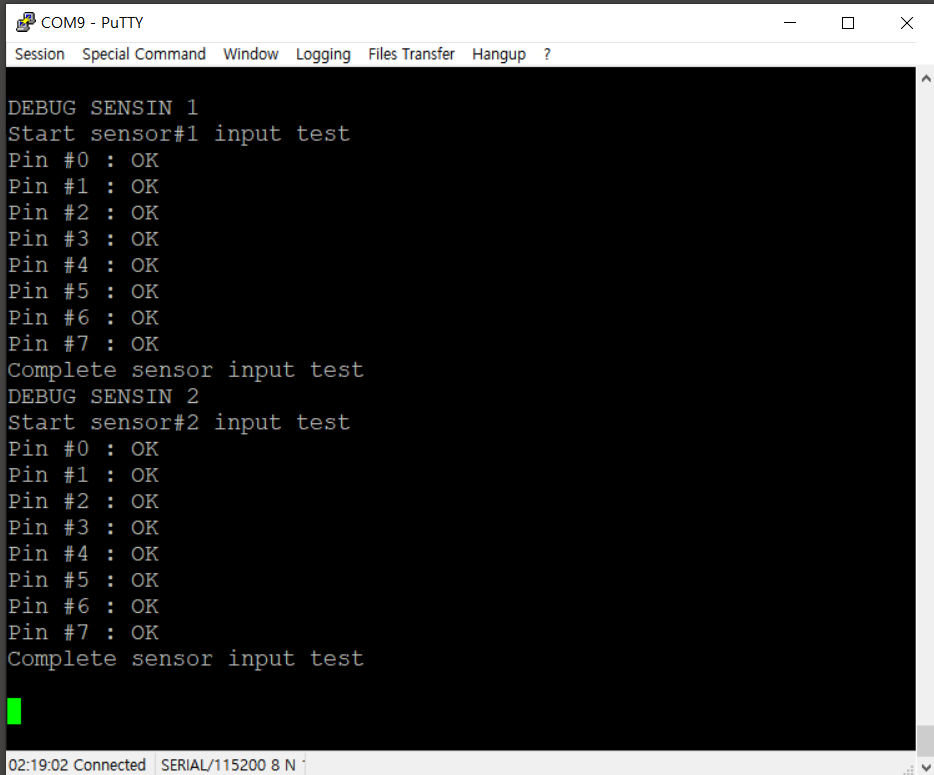 COM9 - PuTTY
Session Special Command Window Logging Files Transfer Hangup ?
DEBUG SENSIN 1
Start sensor#1 input test
Pin #0 : OK
Pin #1 : OK
Pin #2 : OK
Pin #3 : OK
Pin #4 : OK
Pin #5 : OK
Pin #6 : OK
Pin #7 : OK
Complete sensor input test
DEBUG SENSIN 2
Start sensor#2 input test
Pin #0 : OK
Pin #1 : OK
Pin #2 : OK
Pin #3 : OK
Pin #4 : OK
Pin #5 : OK
Pin #6 : OK
Pin #7 : OK
Complete sensor input test
02:19:02 Connected SERIAL/115200 8 N